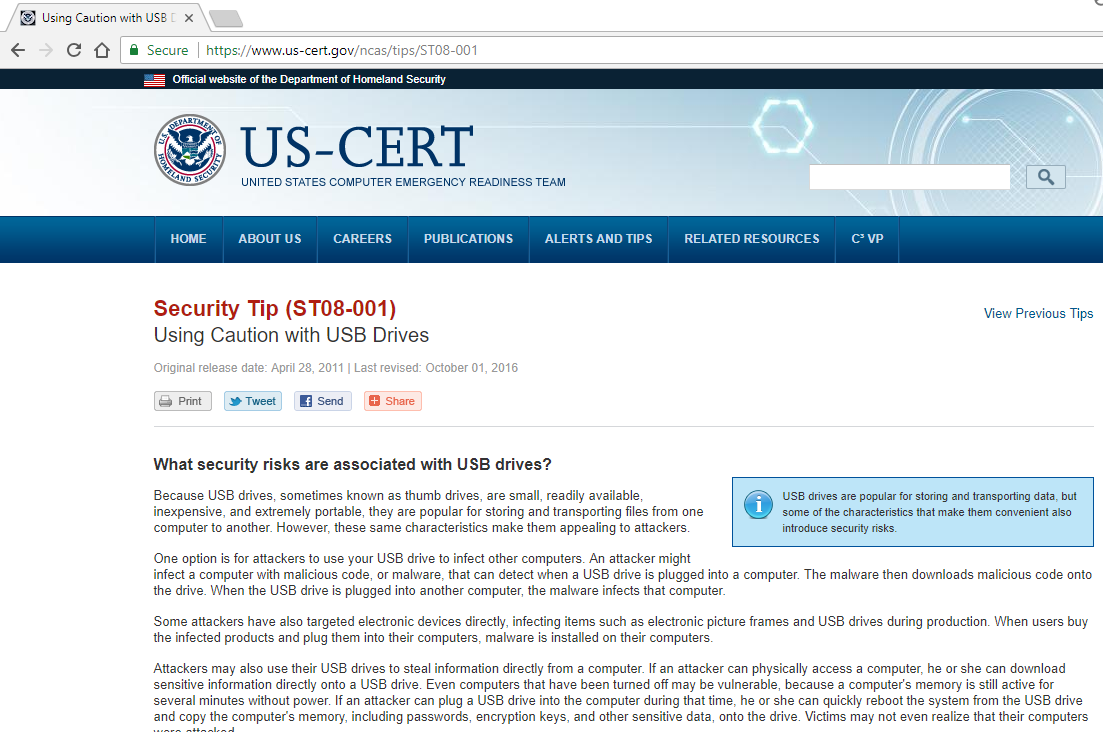 Using Caution with USB D
Secure https://www.us-cert.gov/ncas/tips/ST08-001
Official website of the Department of Homeland Security
U.S. DEPARTMENT OF HOMELAND SECURITY
US-CERT
UNITED STATES COMPUTER EMERGENCY READINESS TEAM
HOME ABOUT US CAREERS PUBLICATIONS ALERTS AND TIPS RELATED RESOURCES C³ VP
Security Tip (ST08-001)
View Previous Tips
Using Caution with USB Drives
Original release date: April 28, 2011 | Last revised: October 01, 2016
Print Tweet Send Share
What security risks are associated with USB drives?
Because USB drives, sometimes known as thumb drives, are small, readily available,
inexpensive, and extremely portable, they are popular for storing and transporting files from one
computer to another. However, these same characteristics make them appealing to attackers.
USB drives are popular for storing and transporting data, but
some of the characteristics that make them convenient also
introduce security risks.
One option is for attackers to use your USB drive to infect other computers. An attacker might
infect a computer with malicious code, or malware, that can detect when a USB drive is plugged into a computer. The malware then downloads malicious code onto
the drive. When the USB drive is plugged into another computer, the malware infects that computer.
Some attackers have also targeted electronic devices directly, infecting items such as electronic picture frames and USB drives during production. When users buy
the infected products and plug them into their computers, malware is installed on their computers.
Attackers may also use their USB drives to steal information directly from a computer. If an attacker can physically access a computer, he or she can download
sensitive information directly onto a USB drive. Even computers that have been turned off may be vulnerable, because a computer's memory is still active for
several minutes without power. If an attacker can plug a USB drive into the computer during that time, he or she can quickly reboot the system from the USB drive
and copy the computer's memory, including passwords, encryption keys, and other sensitive data, onto the drive. Victims may not even realize that their computers
were attacked.